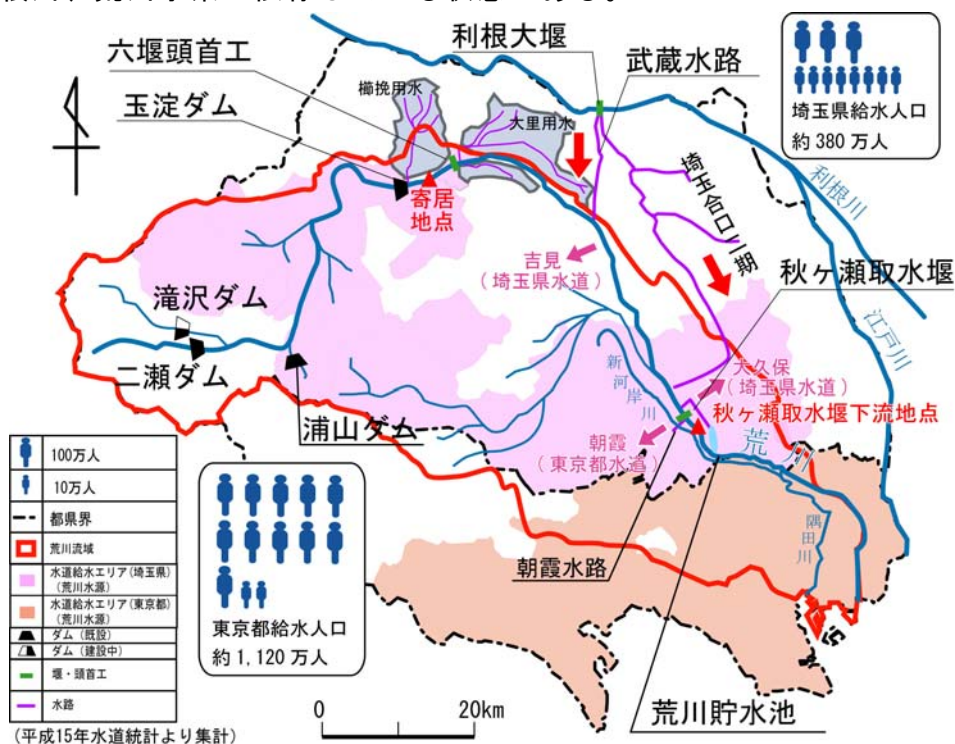 利根大堰
六堰頭首工
武蔵水路
玉淀ダム
櫛挽用水
大里用水
埼玉県給水人口
約380万人
寄居
地点
埼玉合口二期
利根川
吉見
(埼玉県水道)
秋ヶ瀬取水堰
滝沢ダム
江戸川
二瀬ダム
新河岸川
大久保
(埼玉県水道)
浦山ダム
秋ヶ瀬取水堰下流地点
朝霞
(東京都水道)
荒川
隅田川
朝霞水路
100万人
10万人
都県界
荒川流域
水道給水エリア(埼玉県)
(荒川水源)
水道給水エリア(東京都)
(荒川水源)
ダム(既設)
ダム(建設中)
堰・頭首工
水路
東京都給水人口
約1,120万人
荒川貯水池
0
20km
(平成15年水道統計より集計)